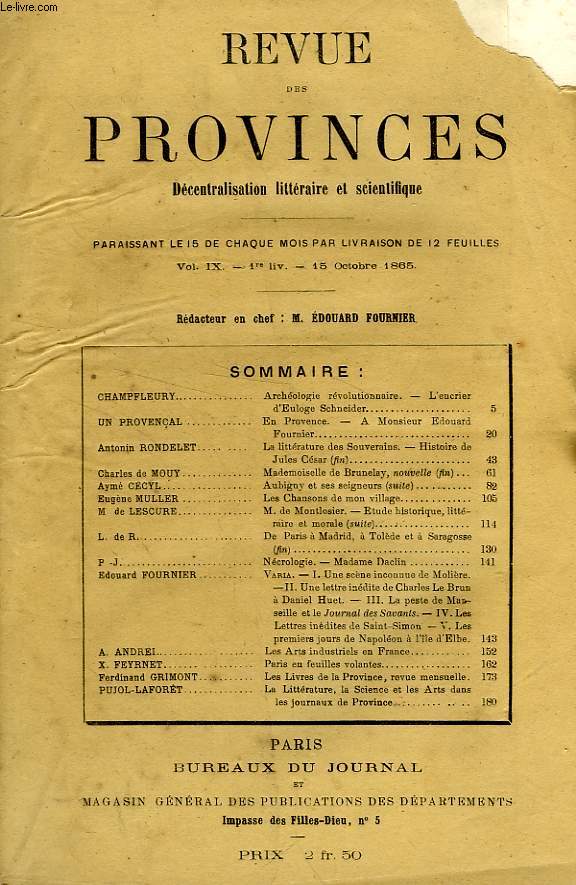 Le-livre.com
REVUE
DES
PROVINCES
Décentralisation littéraire et scientifique
PARAISSANT LE 15 DE CHAQUE MOIS PAR LIVRAISON DE 12 FEUILLES
Vol. IX. — 1re liv. — 15 Octobre 1865.
Rédacteur en chef : M. ÉDOUARD FOURNIER
SOMMAIRE :
CHAMPFLEURY............... Archéologie révolutionnaire. — L'encrier
d'Euloge Schneider..................... 5
UN PROVENÇAL ............. En Provence. — A Monsieur Edouard
Fournier............................... 20
Antonin RONDELET..... ..... La littérature des Souverains. — Histoire de
Jules César (fin)....................... 43
Charles de MOUY............. Mademoiselle de Brunelay, nouvelle (fin)... 61
Aymé CÉCYL................. Aubigny et ses seigneurs (suite)........... 82
Eugène MULLER ............. Les Chansons de mon village............. 105
M de LESCURE............... M. de Montlosier. — Etude historique, litté-
raire et morale (suite)................. 114
L. de R..................... De Paris à Madrid, à Tolède et à Saragosse
(fin) ................................. 130
P -J........................ Nécrologie. — Madame Daclin ............ 141
Edouard FOURNIER .......... VARIA. — I. Une scène inconnue de Molière.
—II. Une lettre inédite de Charles Le Brun
à Daniel Huet. — III. La peste de Mar-
seille et le Journal des Savants. — IV. Les
Lettres inédites de Saint-Simon — V. Les
premiers jours de Napoléon à l'île d'Elbe. 143
A. ANDREI................... Les Arts industriels en France............ 152
X. FEYRNET................. Paris en feuilles volantes................. 162
Ferdinand GRIMONT.......... Les Livres de la Province, revue mensuelle. 173
PUJOL-LAFORÊT............. La Littérature, la Science et les Arts dans
les journaux de Province............... 180
PARIS
BUREAUX DU JOURNAL
ET
MAGASIN GÉNÉRAL DES PUBLICATIONS DES DÉPARTEMENTS
Impasse des Filles-Dieu, nº 5
PRIX 2 fr. 50